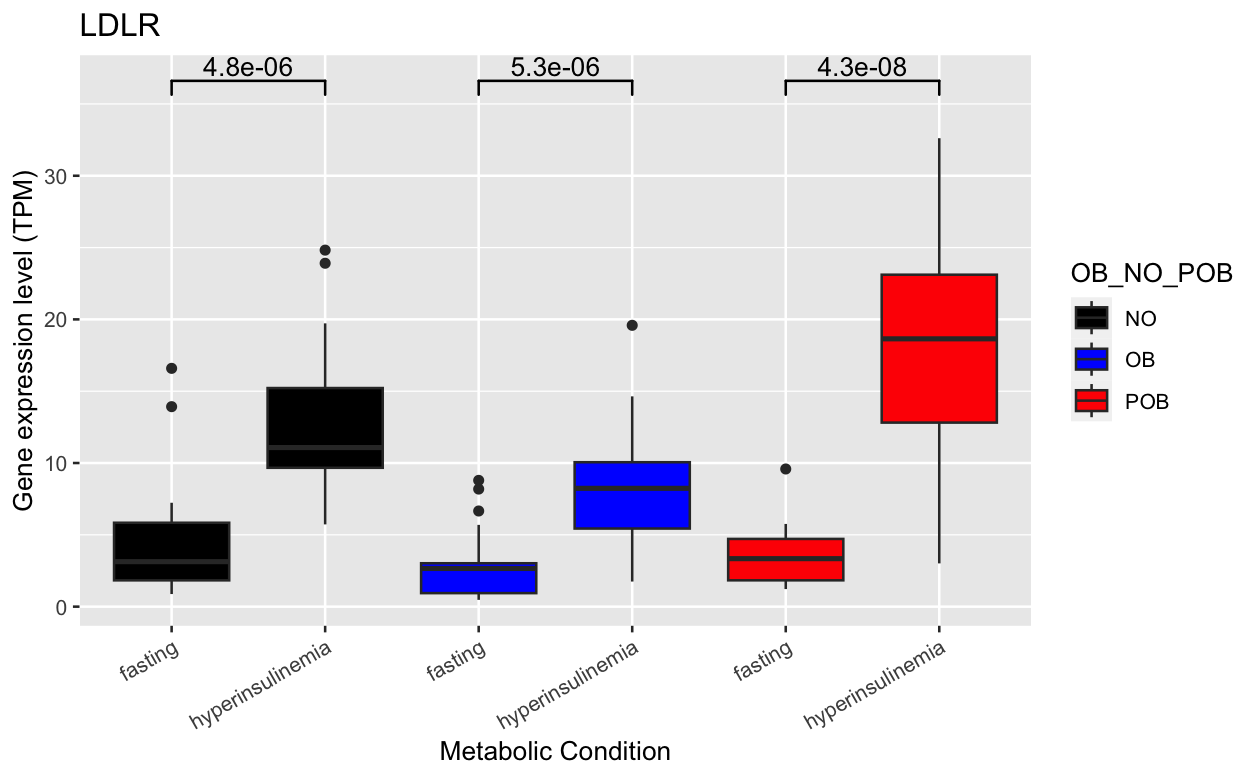 LDLR
4.8e-06
5.3e-06
4.3e-08
Gene expression level (TPM)
30
20
10
0
fasting
hyperinsulinemia
fasting
hyperinsulinemia
fasting
hyperinsulinemia
Metabolic Condition
OB_NO_POB
NO
OB
POB